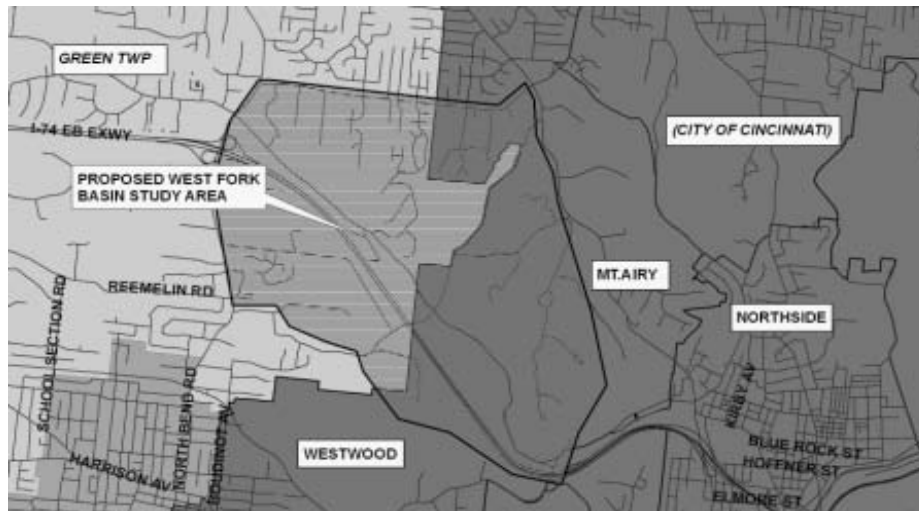 GREEN TWP
I-74 EB EXWY
(CITY OF CINCINNATI)
PROPOSED WEST FORK
BASIN STUDY AREA
MT.AIRY
REEMELIN RD
NORTHSIDE
SCHOOL SECTION RD
NORTH BEND RD
BOUDINOT AV
KIRBY AV
WESTWOOD
BLUE ROCK ST
HARRISON AV
HOFFNER ST
ELMORE ST